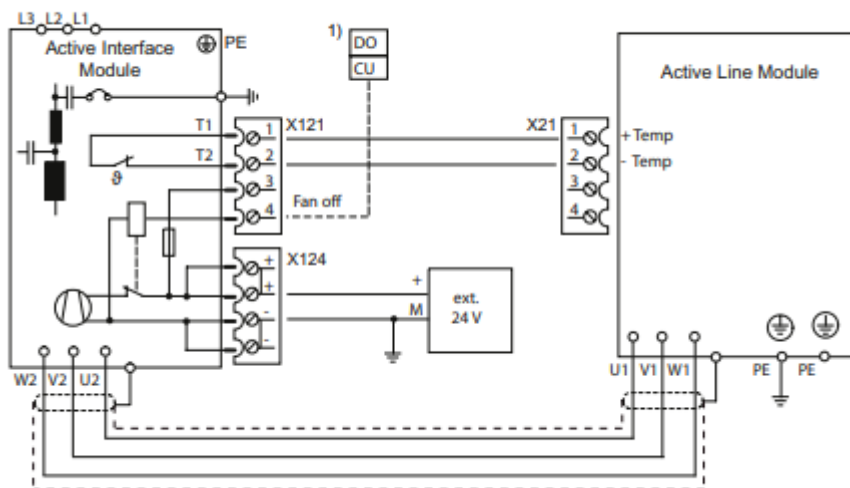 L3 L2 L1
Active Interface
Module
PE
1)
DO
CU
Active Line Module
T1
T2
ϑ
X121
1
2
3
4
Fan off
X21
1
2
3
4
+ Temp
- Temp
X124
+
+
-
-
+
M
ext.
24 V
W2 V2 U2
U1 V1 W1
PE PE